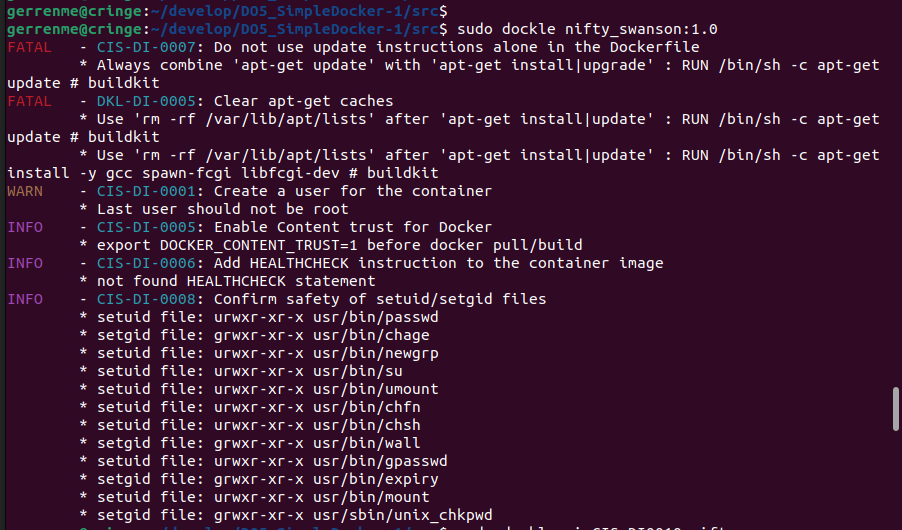 gerrenme@cringe:~/develop/DO5_SimpleDocker-1/src$
gerrenme@cringe:~/develop/DO5_SimpleDocker-1/src$ sudo dockle nifty_swanson:1.0
FATAL - CIS-DI-0007: Do not use update instructions alone in the Dockerfile
* Always combine 'apt-get update' with 'apt-get install|upgrade' : RUN /bin/sh -c apt-get
update # buildkit
FATAL - DKL-DI-0005: Clear apt-get caches
* Use 'rm -rf /var/lib/apt/lists' after 'apt-get install|update' : RUN /bin/sh -c apt-get
update # buildkit
* Use 'rm -rf /var/lib/apt/lists' after 'apt-get install|update' : RUN /bin/sh -c apt-get
install -y gcc spawn-fcgi libfcgi-dev # buildkit
WARN - CIS-DI-0001: Create a user for the container
* Last user should not be root
INFO - CIS-DI-0005: Enable Content trust for Docker
* export DOCKER_CONTENT_TRUST=1 before docker pull/build
INFO - CIS-DI-0006: Add HEALTHCHECK instruction to the container image
* not found HEALTHCHECK statement
INFO - CIS-DI-0008: Confirm safety of setuid/setgid files
* setuid file: urwxr-xr-x usr/bin/passwd
* setgid file: grwxr-xr-x usr/bin/chage
* setuid file: urwxr-xr-x usr/bin/newgrp
* setuid file: urwxr-xr-x usr/bin/su
* setuid file: urwxr-xr-x usr/bin/umount
* setuid file: urwxr-xr-x usr/bin/chfn
* setuid file: urwxr-xr-x usr/bin/chsh
* setgid file: grwxr-xr-x usr/bin/wall
* setuid file: urwxr-xr-x usr/bin/gpasswd
* setgid file: grwxr-xr-x usr/bin/expiry
* setuid file: urwxr-xr-x usr/bin/mount
* setgid file: grwxr-xr-x usr/sbin/unix_chkpwd